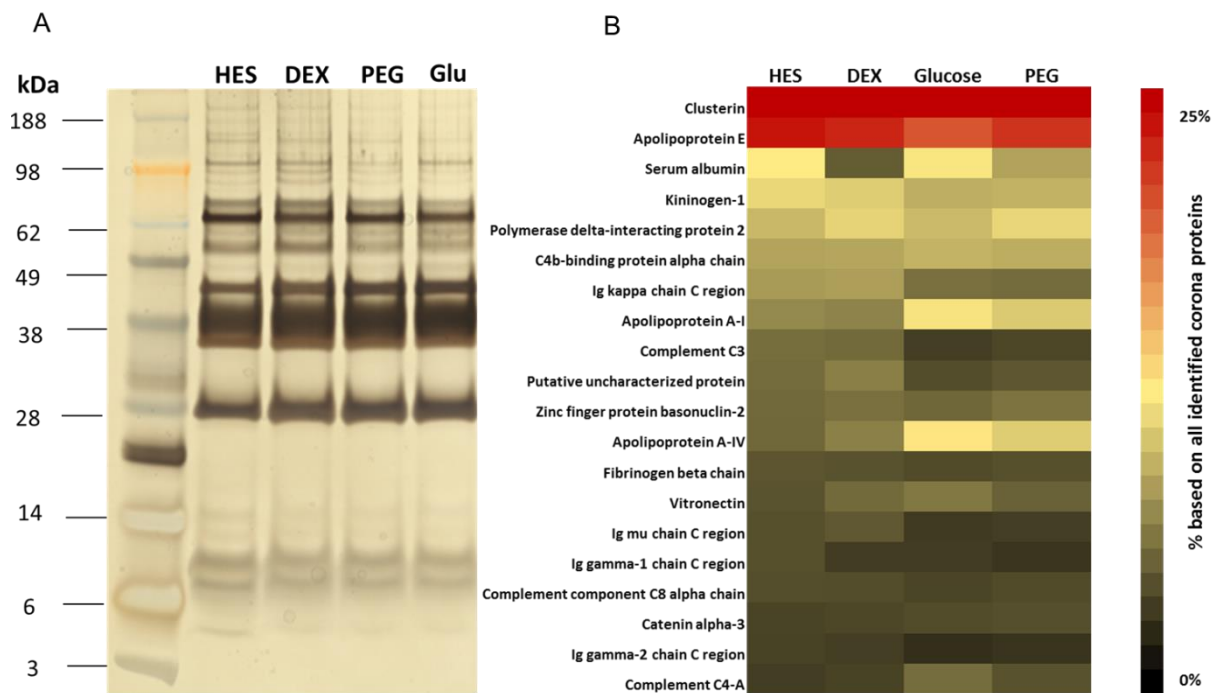 A
HES DEX PEG Glu
kDa
188
98
62
49
38
28
14
6
3
B
HES DEX Glucose PEG
Clusterin
Apolipoprotein E
Serum albumin
Kininogen-1
Polymerase delta-interacting protein 2
C4b-binding protein alpha chain
Ig kappa chain C region
Apolipoprotein A-I
Complement C3
Putative uncharacterized protein
Zinc finger protein basonuclin-2
Apolipoprotein A-IV
Fibrinogen beta chain
Vitronectin
Ig mu chain C region
Ig gamma-1 chain C region
Complement component C8 alpha chain
Catenin alpha-3
Ig gamma-2 chain C region
Complement C4-A
25%
% based on all identified corona proteins
0%